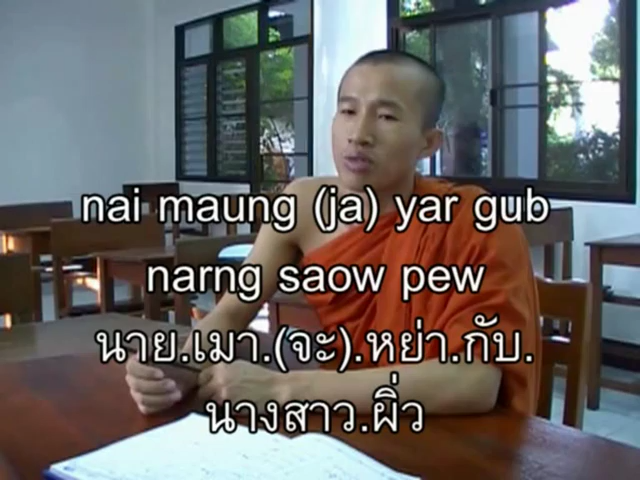 nai maung (ja) yar gub
narng saow pew
นาย.เมา.(จะ).หย่า.กับ.
นางสาว.ผิ่ว